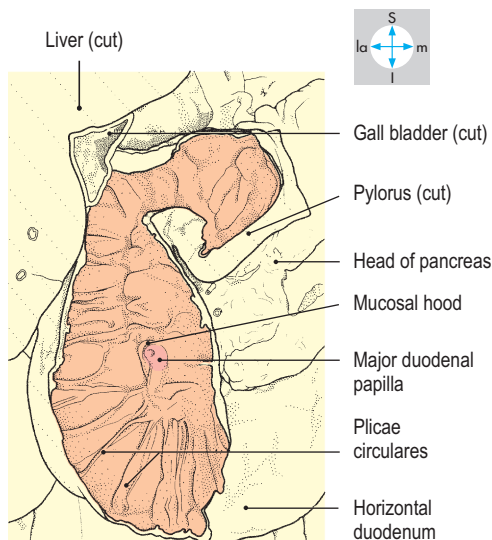 S
la
m
I
Liver (cut)
Gall bladder (cut)
Pylorus (cut)
Head of pancreas
Mucosal hood
Major duodenal
papilla
Plicae
circulares
Horizontal
duodenum